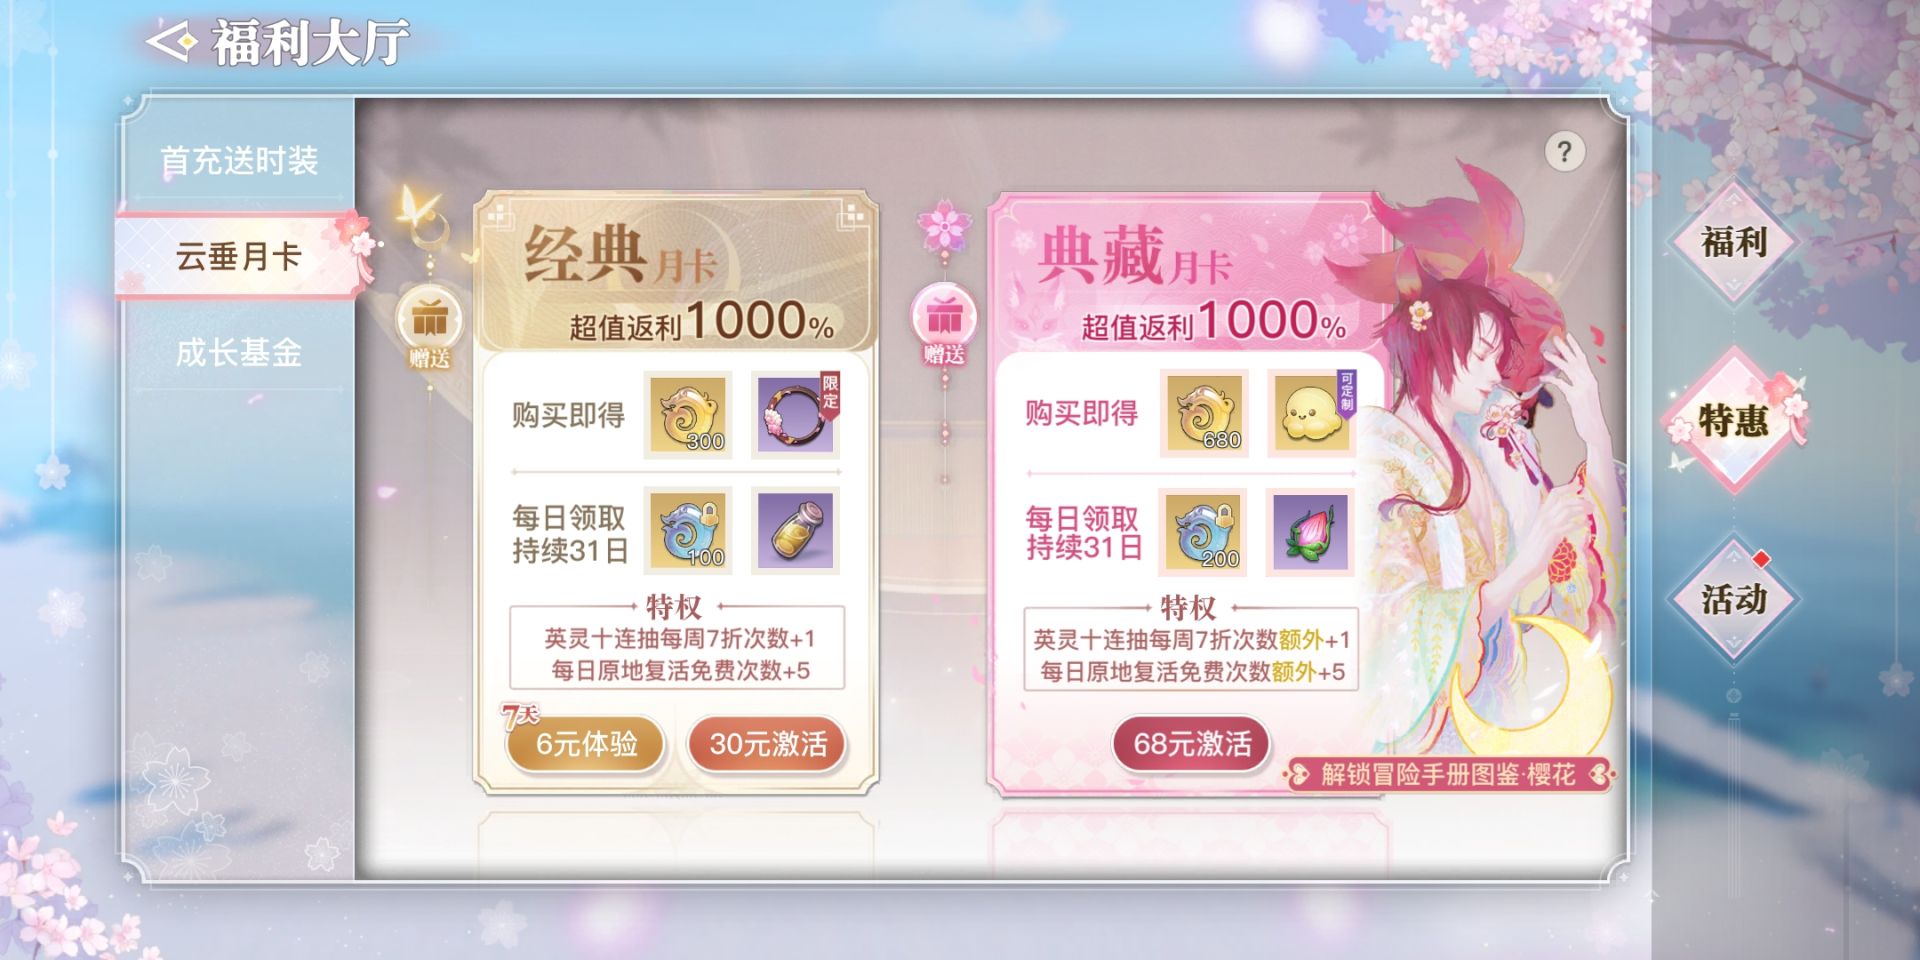 福利大厅
首充送时装
云垂月卡
成长基金
赠送
经典月卡
超值返利1000%
购买即得
300
限定
每日领取
持续31日
100
特权
英灵十连抽每周7折次数+1
每日原地复活免费次数+5
7天
6元体验
30元激活
赠送
典藏月卡
超值返利1000%
购买即得
680
可定制
每日领取
持续31日
200
特权
英灵十连抽每周7折次数额外+1
每日原地复活免费次数额外+5
68元激活
解锁冒险手册图鉴·樱花
?
福利
特惠
活动